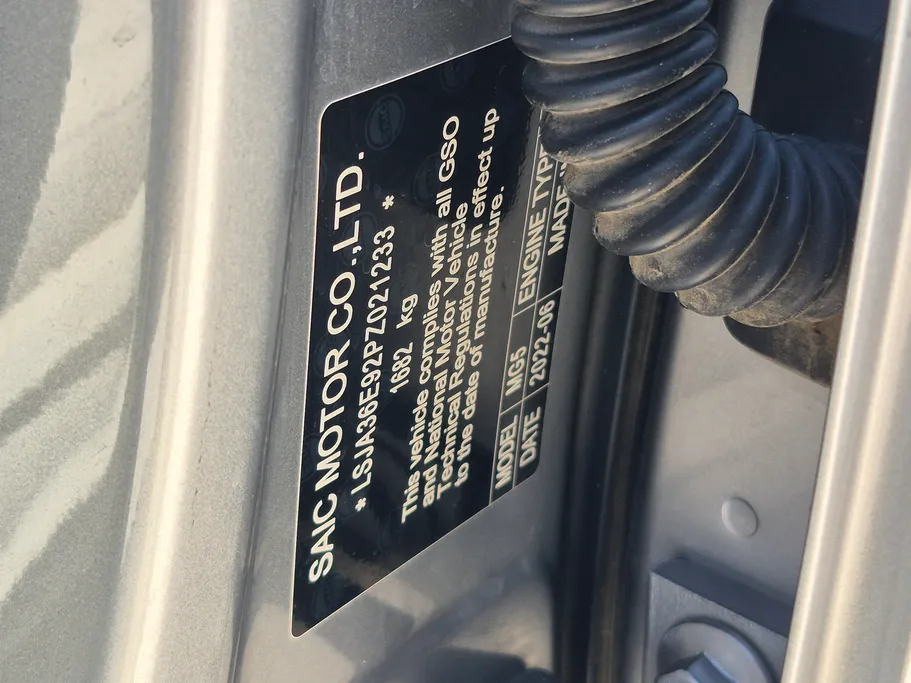 SAIC MOTOR CO.,LTD.
* LSJA36E92PZ021233 *
1682 kg
This vehicle complies with all GSO
and National Motor Vehicle
Technical Regulations in effect up
to the date of manufacture.
MODEL MG5 ENGINE TYPE
DATE 2022-06 MADE